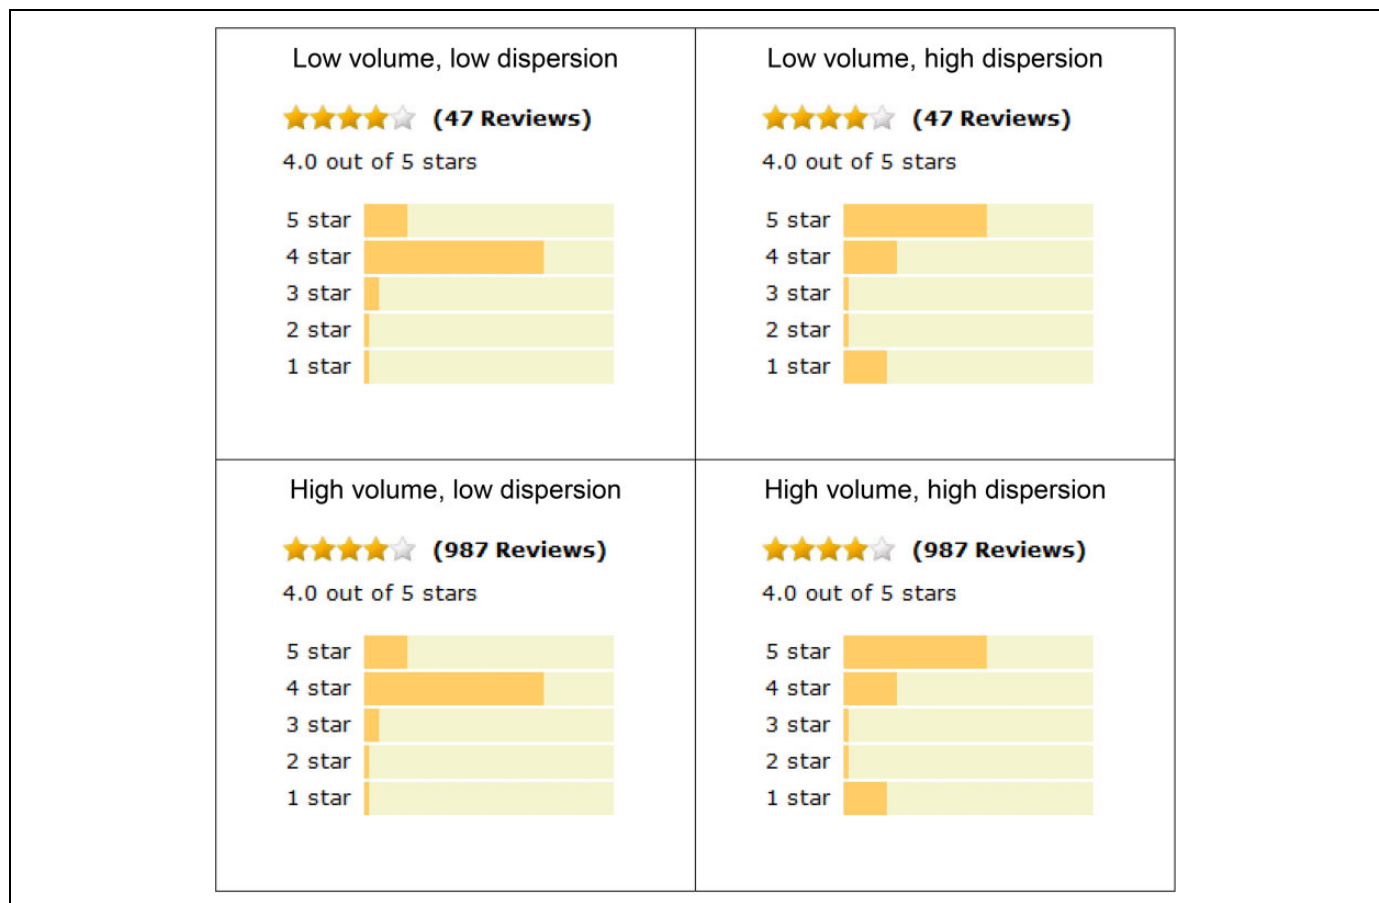 Low volume, low dispersion
(47 Reviews)
4.0 out of 5 stars
5 star
4 star
3 star
2 star
1 star
Low volume, high dispersion
(47 Reviews)
4.0 out of 5 stars
5 star
4 star
3 star
2 star
1 star
High volume, low dispersion
(987 Reviews)
4.0 out of 5 stars
5 star
4 star
3 star
2 star
1 star
High volume, high dispersion
(987 Reviews)
4.0 out of 5 stars
5 star
4 star
3 star
2 star
1 star